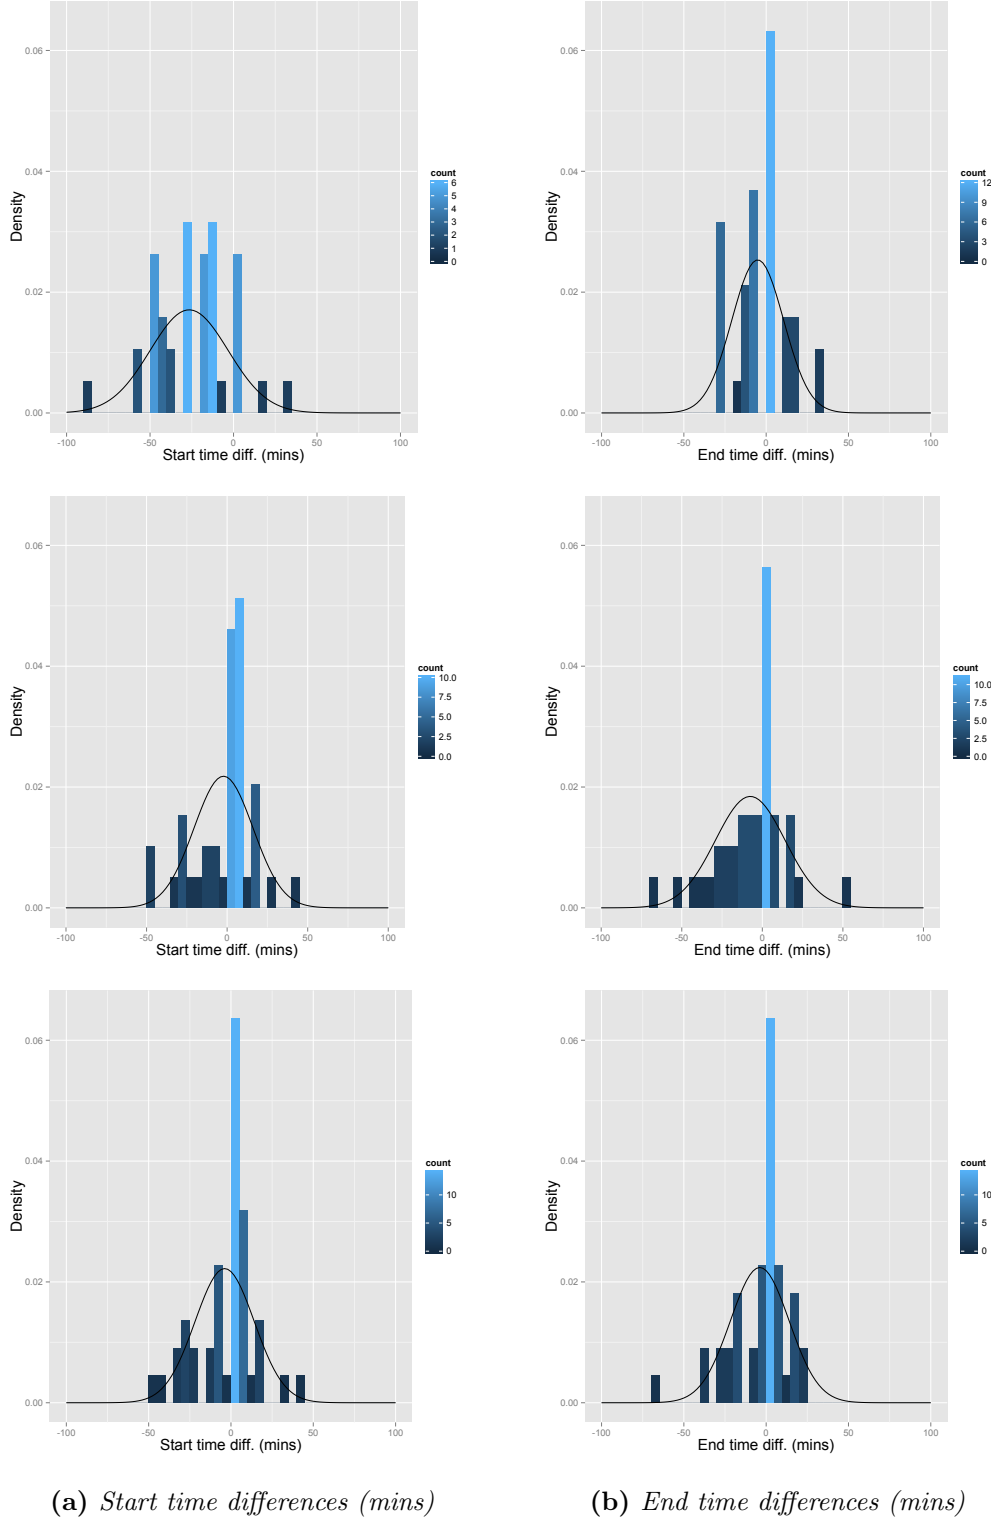 0.06
0.04
0.02
0.00
Density
-100 -50 0 50 100
Start time diff. (mins)
count
6
5
4
3
2
1
0
0.06
0.04
0.02
0.00
Density
-100 -50 0 50 100
End time diff. (mins)
count
12
9
6
3
0
0.06
0.04
0.02
0.00
Density
-100 -50 0 50 100
Start time diff. (mins)
count
10.0
7.5
5.0
2.5
0.0
0.06
0.04
0.02
0.00
Density
-100 -50 0 50 100
End time diff. (mins)
count
10.0
7.5
5.0
2.5
0.0
0.06
0.04
0.02
0.00
Density
-100 -50 0 50 100
Start time diff. (mins)
count
10
5
0
0.06
0.04
0.02
0.00
Density
-100 -50 0 50 100
End time diff. (mins)
count
10
5
0
(a) Start time differences (mins)
(b) End time differences (mins)